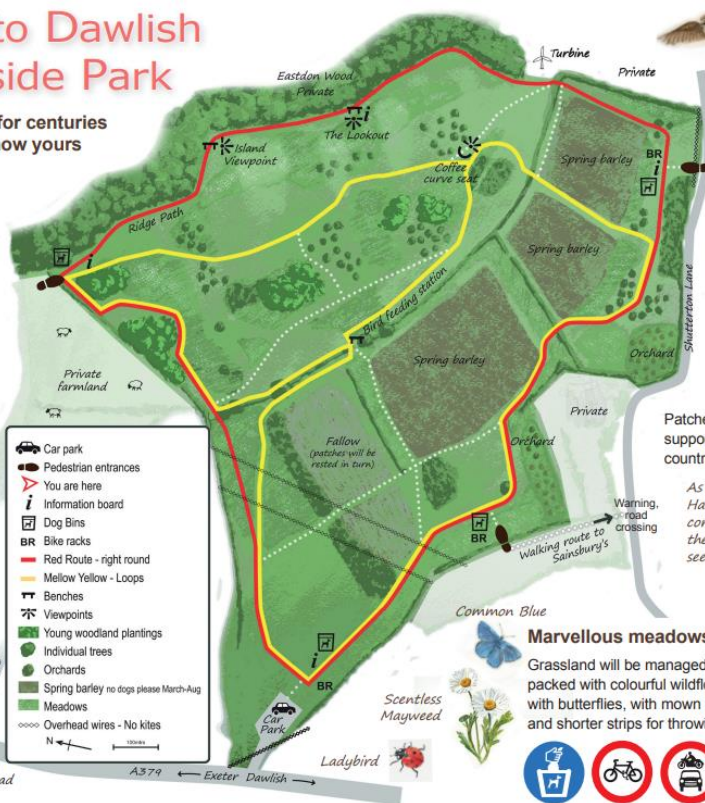 to Dawlish
side Park
for centuries
now yours
Turbine
Private
Eastdon Wood
Private
The Lookout
i
Island
Viewpoint
Coffee
curve seat
Spring barley
BR
i
Ridge Path
i
Spring barley
Bird feeding station
Shutterton Lane
Spring barley
Orchard
Private
farmland
Private
Orchard
Fallow
(patches will be
rested in turn)
BR
Warning,
road
crossing
Walking route to
Sainsbury's
i
BR
Car
Park
A379
← Exeter Dawlish →
Car park
Pedestrian entrances
You are here
i Information board
Dog Bins
BR Bike racks
Red Route - right round
Mellow Yellow - Loops
Benches
Viewpoints
Young woodland plantings
Individual trees
Orchards
Spring barley no dogs please March-Aug
Meadows
Overhead wires - No kites
N
100mtrs
Patche
suppo
countr
As
Ha
con
the
see
Common Blue
Scentless
Mayweed
Ladybird
Marvellous meadows
Grassland will be managed
packed with colourful wildfl
with butterflies, with mown
and shorter strips for throwi
ad